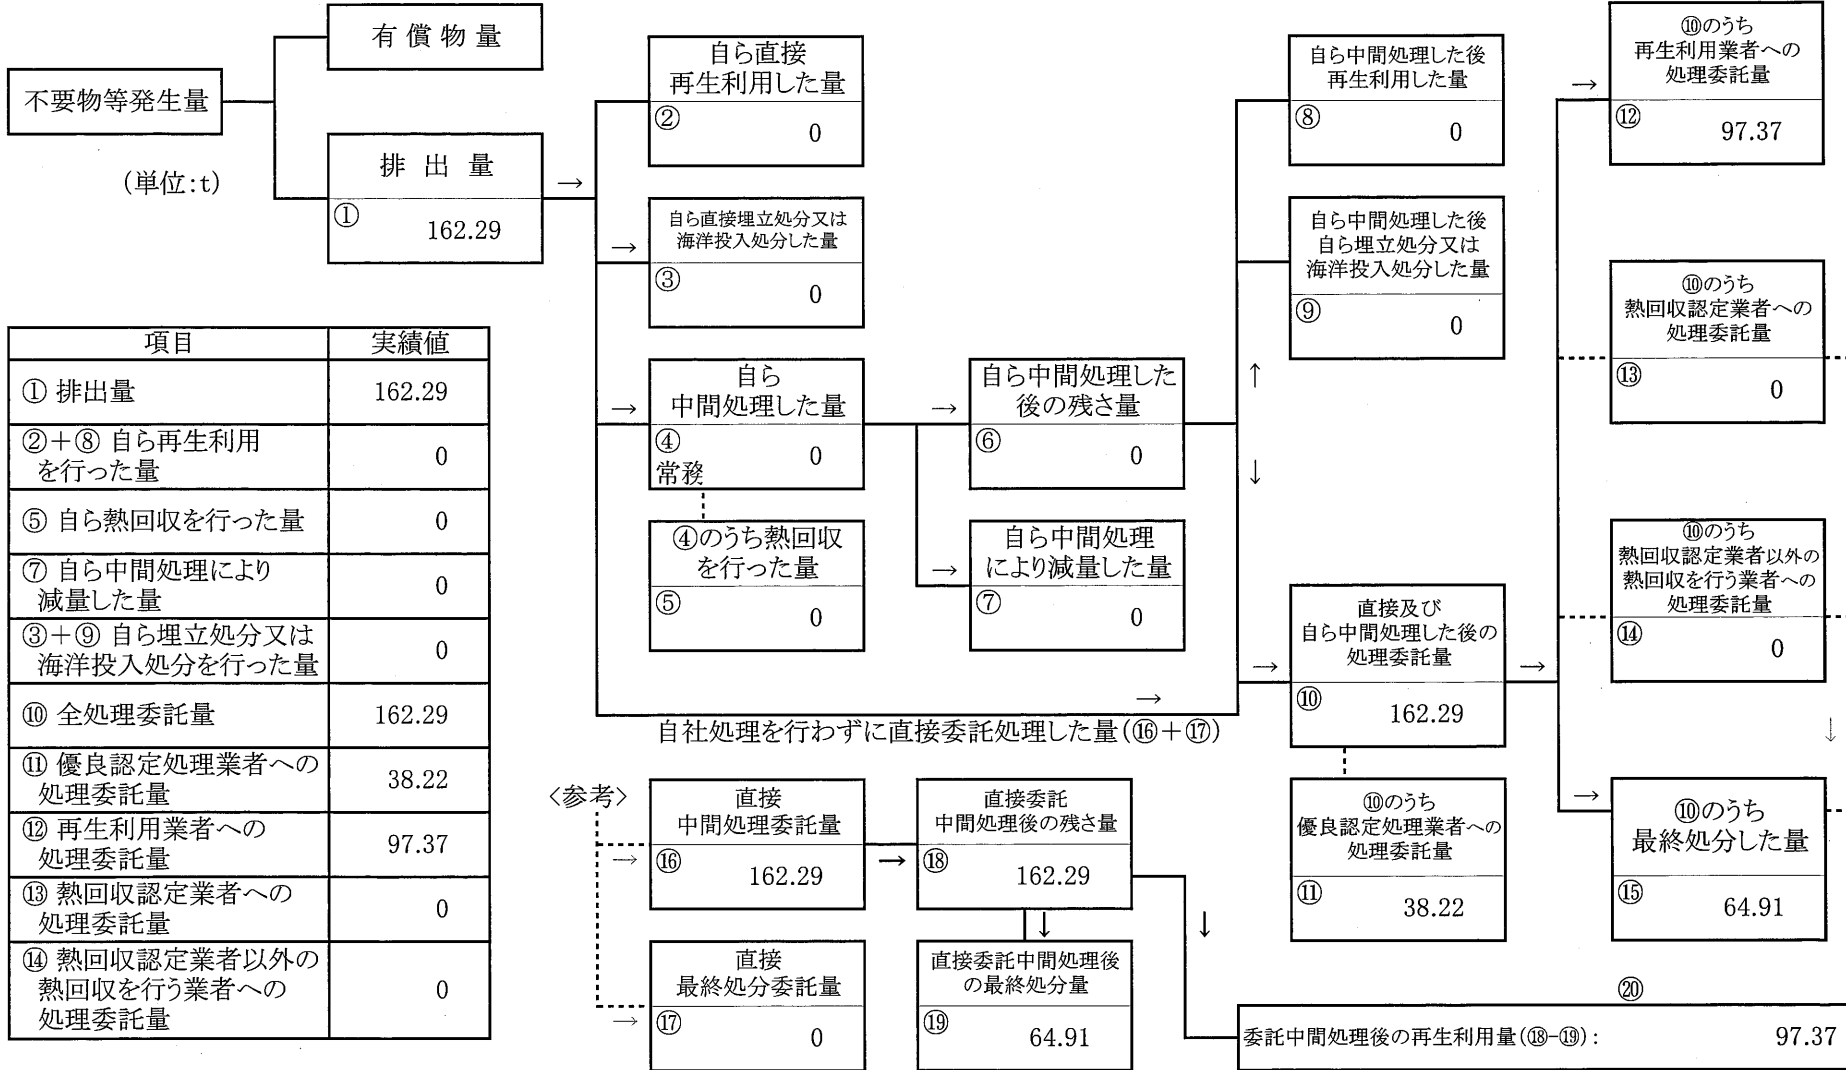 不要物等発生量
(単位:t)
有償物量
排出量
①
162.29
自ら直接
再生利用した量
②
0
自ら直接埋立処分又は
海洋投入処分した量
③
0
自ら
中間処理した量
④
0
常務
④のうち熱回収
を行った量
⑤
0
自ら中間処理した
後の残さ量
⑥
0
自ら中間処理
により減量した量
⑦
0
自ら中間処理した後
再生利用した量
⑧
0
自ら中間処理した後
自ら埋立処分又は
海洋投入処分した量
⑨
0
直接及び
自ら中間処理した後の
処理委託量
⑩
162.29
⑩のうち
優良認定処理業者への
処理委託量
⑪
38.22
⑩のうち
再生利用業者への
処理委託量
⑫
97.37
⑩のうち
熱回収認定業者への
処理委託量
⑬
0
⑩のうち
熱回収認定業者以外の
熱回収を行う業者への
処理委託量
⑭
0
⑩のうち
最終処分した量
⑮
64.91
自社処理を行わずに直接委託処理した量(⑯+⑰)
<参考>
直接
中間処理委託量
⑯
162.29
直接
最終処分委託量
⑰
0
直接委託
中間処理後の残さ量
⑱
162.29
直接委託中間処理後
の最終処分量
⑲
64.91
⑳
委託中間処理後の再生利用量(⑱-⑲): 97.37
項目 実績値
① 排出量 162.29
②+⑧ 自ら再生利用
を行った量 0
⑤ 自ら熱回収を行った量 0
⑦ 自ら中間処理により
減量した量 0
③+⑨ 自ら埋立処分又は
海洋投入処分を行った量 0
⑩ 全処理委託量 162.29
⑪ 優良認定処理業者への
処理委託量 38.22
⑫ 再生利用業者への
処理委託量 97.37
⑬ 熱回収認定業者への
処理委託量 0
⑭ 熱回収認定業者以外の
熱回収を行う業者への
処理委託量 0